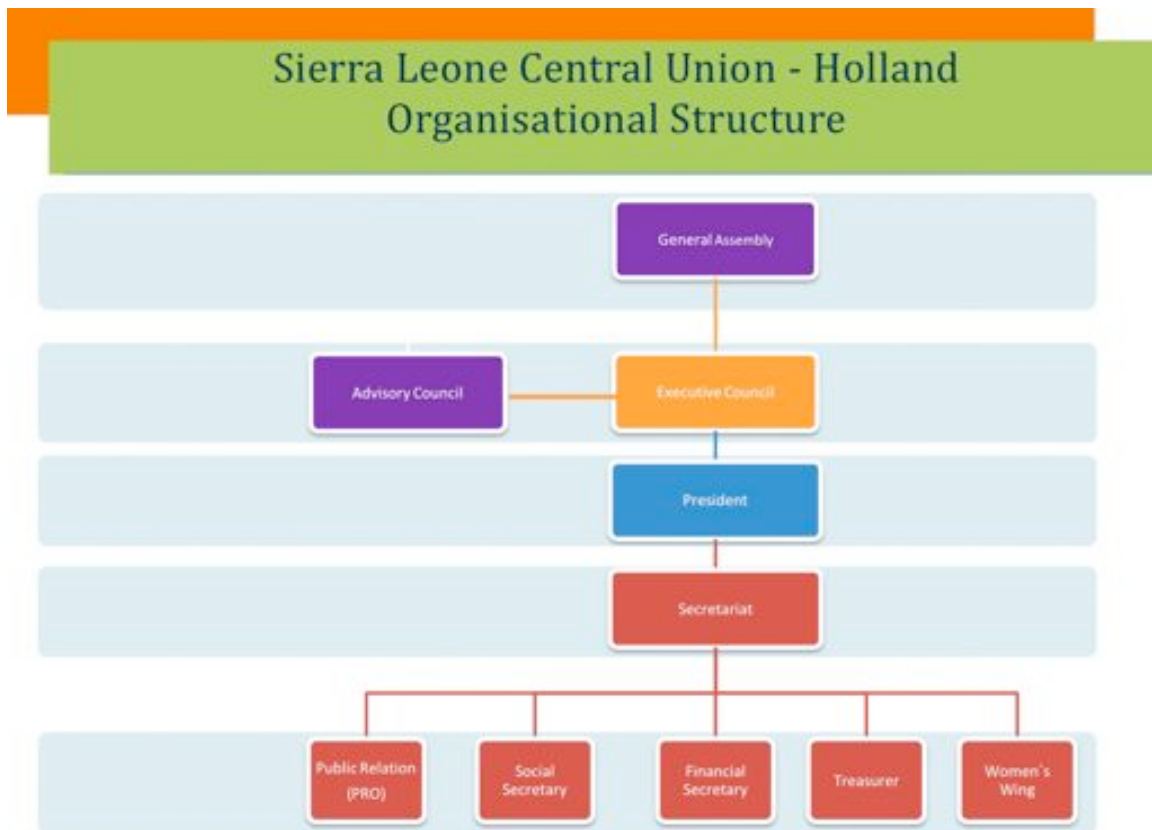 Sierra Leone Central Union - Holland
Organisational Structure
General Assembly
Advisory Council
Executive Council
President
Secretariat
Public Relation
(PRO)
Social
Secretary
Financial
Secretary
Treasurer
Women`s
Wing